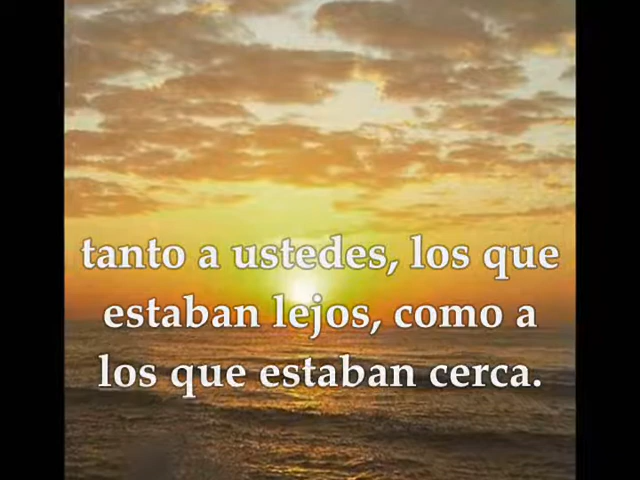 tanto a ustedes, los que
estaban lejos, como a
los que estaban cerca.